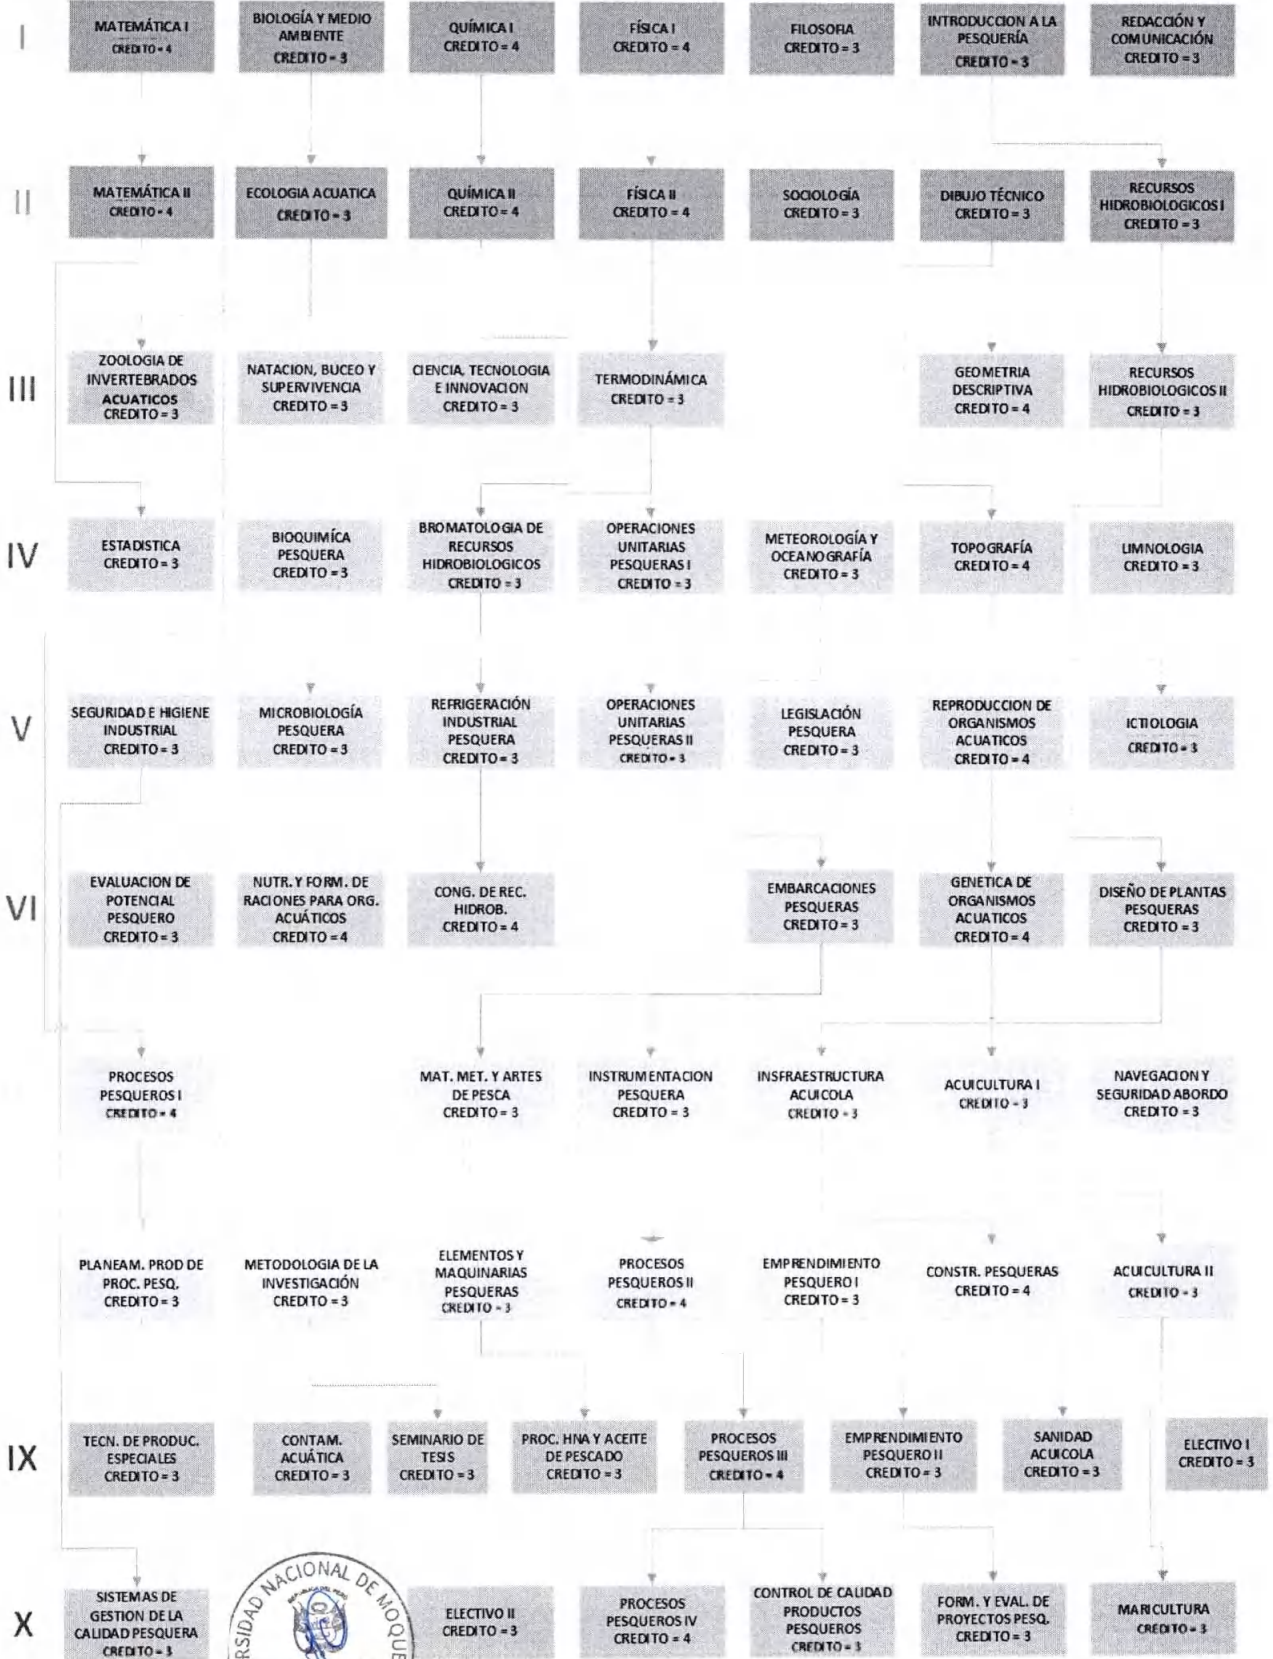 I
MATEMÁTICA I
CREDITO = 4
BIOLOGÍA Y MEDIO
AMBIENTE
CREDITO = 3
QUÍMICA I
CREDITO = 4
FÍSICA I
CREDITO = 4
FILOSOFIA
CREDITO = 3
INTRODUCCION A LA
PESQUERÍA
CREDITO = 3
REDACCIÓN Y
COMUNICACIÓN
CREDITO = 3
II
MATEMÁTICA II
CREDITO = 4
ECOLOGIA ACUATICA
CREDITO = 3
QUÍMICA II
CREDITO = 4
FÍSICA II
CREDITO = 4
SOCIOLOGÍA
CREDITO = 3
DIBUJO TÉCNICO
CREDITO = 3
RECURSOS
HIDROBIOLOGICOS I
CREDITO = 3
III
ZOOLOGIA DE
INVERTEBRADOS
ACUATICOS
CREDITO = 3
NATACION, BUCEO Y
SUPERVIVENCIA
CREDITO = 3
CIENCIA, TECNOLOGIA
E INNOVACION
CREDITO = 3
TERMODINÁMICA
CREDITO = 3
GEOMETRIA
DESCRIPTIVA
CREDITO = 4
RECURSOS
HIDROBIOLOGICOS II
CREDITO = 3
IV
ESTADISTICA
CREDITO = 3
BIOQUIMÍCA
PESQUERA
CREDITO = 3
BROMATOLOGIA DE
RECURSOS
HIDROBIOLOGICOS
CREDITO = 3
OPERACIONES
UNITARIAS
PESQUERAS I
CREDITO = 3
METEOROLOGÍA Y
OCEANOGRAFÍA
CREDITO = 3
TOPOGRAFÍA
CREDITO = 4
LIMNOLOGIA
CREDITO = 3
V
SEGURIDAD E HIGIENE
INDUSTRIAL
CREDITO = 3
MICROBIOLOGÍA
PESQUERA
CREDITO = 3
REFRIGERACIÓN
INDUSTRIAL
PESQUERA
CREDITO = 3
OPERACIONES
UNITARIAS
PESQUERAS II
CREDITO = 3
LEGISLACIÓN
PESQUERA
CREDITO = 3
REPRODUCCION DE
ORGANISMOS
ACUATICOS
CREDITO = 4
ICTIOLOGIA
CREDITO = 3
VI
EVALUACION DE
POTENCIAL
PESQUERO
CREDITO = 3
NUTR. Y FORM. DE
RACIONES PARA ORG.
ACUÁTICOS
CREDITO = 4
CONG. DE REC.
HIDROB.
CREDITO = 4
EMBARCACIONES
PESQUERAS
CREDITO = 3
GENETICA DE
ORGANISMOS
ACUATICOS
CREDITO = 4
DISEÑO DE PLANTAS
PESQUERAS
CREDITO = 3
PROCESOS
PESQUEROS I
CREDITO = 4
MAT. MET. Y ARTES
DE PESCA
CREDITO = 3
INSTRUMENTACION
PESQUERA
CREDITO = 3
INSFRAESTRUCTURA
ACUICOLA
CREDITO = 3
ACUICULTURA I
CREDITO = 3
NAVEGACION Y
SEGURIDAD ABORDO
CREDITO = 3
PLANEAM. PROD DE
PROC. PESQ.
CREDITO = 3
METODOLOGIA DE LA
INVESTIGACIÓN
CREDITO = 3
ELEMENTOS Y
MAQUINARIAS
PESQUERAS
CREDITO = 3
PROCESOS
PESQUEROS II
CREDITO = 4
EMPRENDIMIENTO
PESQUERO I
CREDITO = 3
CONSTR. PESQUERAS
CREDITO = 4
ACUICULTURA II
CREDITO = 3
IX
TECN. DE PRODUC.
ESPECIALES
CREDITO = 3
CONTAM.
ACUÁTICA
CREDITO = 3
SEMINARIO DE
TESIS
CREDITO = 3
PROC. HNA Y ACEITE
DE PESCADO
CREDITO = 3
PROCESOS
PESQUEROS III
CREDITO = 4
EMPRENDIMIENTO
PESQUERO II
CREDITO = 3
SANIDAD
ACUICOLA
CREDITO = 3
ELECTIVO I
CREDITO = 3
X
SISTEMAS DE
GESTION DE LA
CALIDAD PESQUERA
CREDITO = 3
ERSIDAD NACIONAL DE MOQUE
ELECTIVO II
CREDITO = 3
PROCESOS
PESQUEROS IV
CREDITO = 4
CONTROL DE CALIDAD
PRODUCTOS
PESQUEROS
CREDITO = 3
FORM. Y EVAL. DE
PROYECTOS PESQ.
CREDITO = 3
MARICULTURA
CREDITO = 3